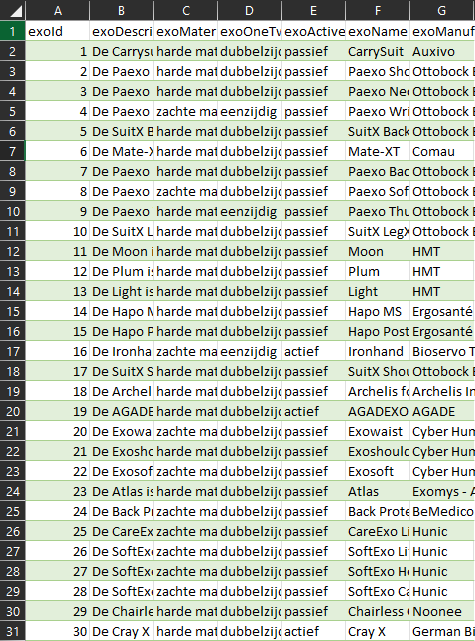 A B C D E F G
1 exoId exoDescri exoMater exoOneTw exoActive exoName exoManuf
2 1 De Carrysu harde mat dubbelzijd passief CarrySuit Auxivo
3 2 De Paexo harde mat dubbelzijd passief Paexo Sho Ottobock
4 3 De Paexo harde mat dubbelzijd passief Paexo Nec Ottobock
5 4 De Paexo zachte ma eenzijdig passief Paexo Wri Ottobock
6 5 De SuitX B harde mat dubbelzijd passief SuitX Back Ottobock
7 6 De Mate-X harde mat dubbelzijd passief Mate-XT Comau
8 7 De Paexo harde mat dubbelzijd passief Paexo Bac Ottobock
9 8 De Paexo zachte ma dubbelzijd passief Paexo Sof Ottobock
10 9 De Paexo harde mat eenzijdig passief Paexo Thu Ottobock
11 10 De SuitX L harde mat dubbelzijd passief SuitX LegX Ottobock
12 11 De Moon i harde mat dubbelzijd passief Moon HMT
13 12 De Plum is harde mat dubbelzijd passief Plum HMT
14 13 De Light is harde mat dubbelzijd passief Light HMT
15 14 De Hapo M harde mat dubbelzijd passief Hapo MS Ergosanté
16 15 De Hapo P harde mat dubbelzijd passief Hapo Post Ergosanté
17 16 De Ironha zachte ma eenzijdig actief Ironhand Bioservo T
18 17 De SuitX S harde mat dubbelzijd passief SuitX Shou Ottobock
19 18 De Archel harde mat dubbelzijd passief Archelis fo Archelis In
20 19 De AGADE harde mat dubbelzijd actief AGADEXO AGADE
21 20 De Exowa zachte ma dubbelzijd passief Exowaist Cyber Hum
22 21 De Exosho harde mat dubbelzijd passief Exoshould Cyber Hum
23 22 De Exosof zachte ma dubbelzijd passief Exosoft Cyber Hum
24 23 De Atlas is harde mat dubbelzijd passief Atlas Exomys - A
25 24 De Back Pr zachte ma dubbelzijd passief Back Prote BeMedico
26 25 De CareEx zachte ma dubbelzijd passief CareExo Li Hunic
27 26 De SoftExo zachte ma dubbelzijd passief SoftExo Li Hunic
28 27 De SoftExo zachte ma dubbelzijd passief SoftExo He Hunic
29 28 De SoftExo zachte ma dubbelzijd passief SoftExo Ca Hunic
30 29 De Chairle harde mat dubbelzijd passief Chairless Noonee
31 30 De Cray X harde mat dubbelzijd actief Cray X German Bi